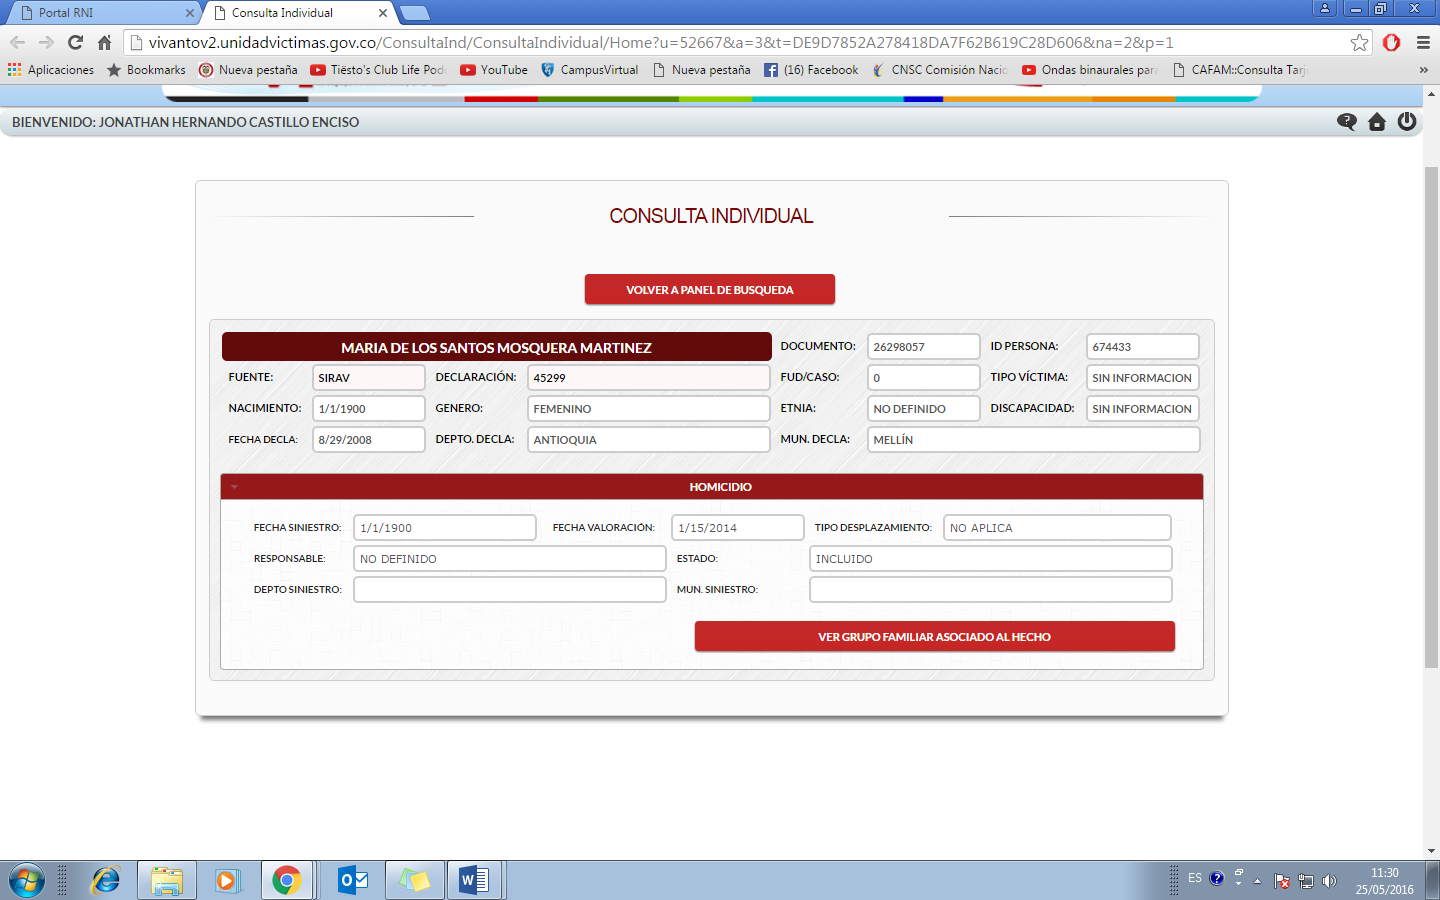 Portal RNI
Consulta Individual
vivantov2.unidadvictimas.gov.co/ConsultaInd/ConsultaIndividual/Home?u=52667&a=3&t=DE9D7852A278418DA7F62B619C28D606&na=2&p=1
Aplicaciones Bookmarks Nueva pestaña Tiësto's Club Life Pod YouTube CampusVirtual Nueva pestaña (16) Facebook CNSC Comisión Nacio Ondas binaurales para CAFAM::Consulta Tarj »
BIENVENIDO: JONATHAN HERNANDO CASTILLO ENCISO
CONSULTA INDIVIDUAL
VOLVER A PANEL DE BUSQUEDA
MARIA DE LOS SANTOS MOSQUERA MARTINEZ DOCUMENTO: 26298057 ID PERSONA: 674433
FUENTE: SIRAV DECLARACIÓN: 45299 FUD/CASO: 0 TIPO VÍCTIMA: SIN INFORMACION
NACIMIENTO: 1/1/1900 GENERO: FEMENINO ETNIA: NO DEFINIDO DISCAPACIDAD: SIN INFORMACION
FECHA DECLA: 8/29/2008 DEPTO. DECLA: ANTIOQUIA MUN. DECLA: MELLÍN
HOMICIDIO
FECHA SINIESTRO: 1/1/1900 FECHA VALORACIÓN: 1/15/2014 TIPO DESPLAZAMIENTO: NO APLICA
RESPONSABLE: NO DEFINIDO ESTADO: INCLUIDO
DEPTO SINIESTRO: MUN. SINIESTRO:
VER GRUPO FAMILIAR ASOCIADO AL HECHO
ES 11:30
25/05/2016